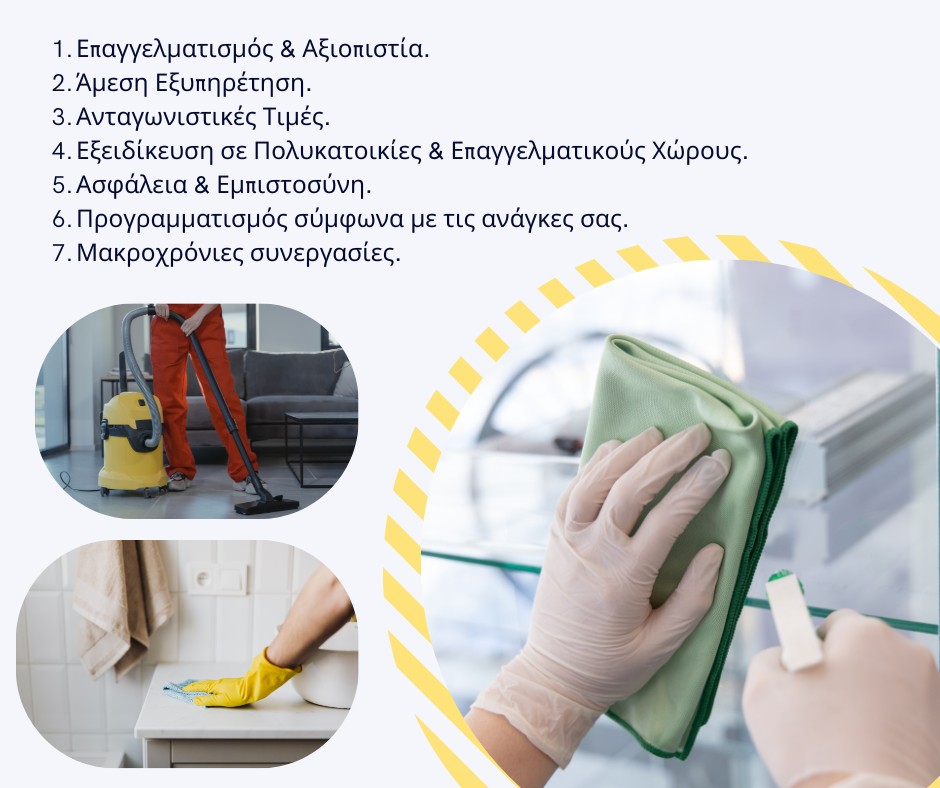 1. Επαγγελματισμός & Αξιοπιστία.
2. Άμεση Εξυπηρέτηση.
3. Ανταγωνιστικές Τιμές.
4. Εξειδίκευση σε Πολυκατοικίες & Επαγγελματικούς Χώρους.
5. Ασφάλεια & Εμπιστοσύνη.
6. Προγραμματισμός σύμφωνα με τις ανάγκες σας.
7. Μακροχρόνιες συνεργασίες.